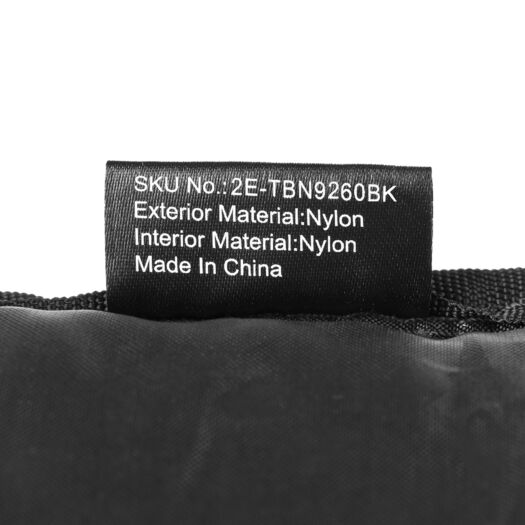 SKU No.:2E-TBN9260BK
Exterior Material:Nylon
Interior Material:Nylon
Made In China